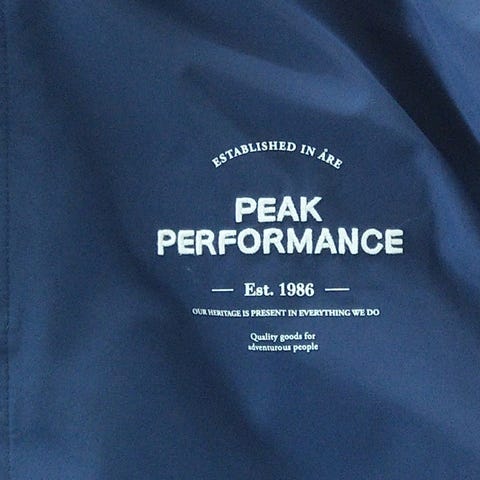 ESTABLISHED IN ÅRE
PEAK
PERFORMANCE
Est. 1986
OUR HERITAGE IS PRESENT IN EVERYTHING WE DO
Quality goods for
adventurous people